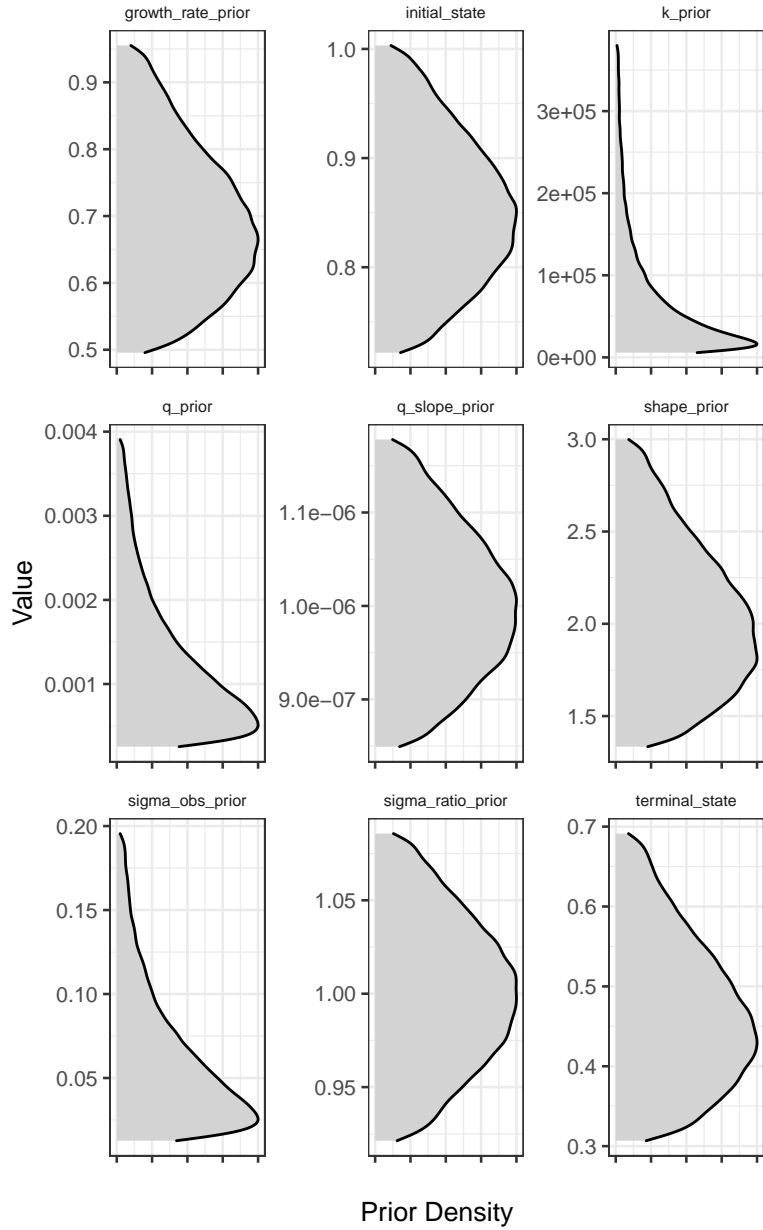 growth_rate_prior
initial_state
k_prior
0.9
0.8
0.7
0.6
0.5
1.0
0.9
0.8
3e+05
2e+05
1e+05
0e+00
q_prior
q_slope_prior
shape_prior
0.004
0.003
0.002
0.001
1.1e−06
1.0e−06
9.0e−07
3.0
2.5
2.0
1.5
Value
sigma_obs_prior
sigma_ratio_prior
terminal_state
0.20
0.15
0.10
0.05
1.05
1.00
0.95
0.7
0.6
0.5
0.4
0.3
Prior Density